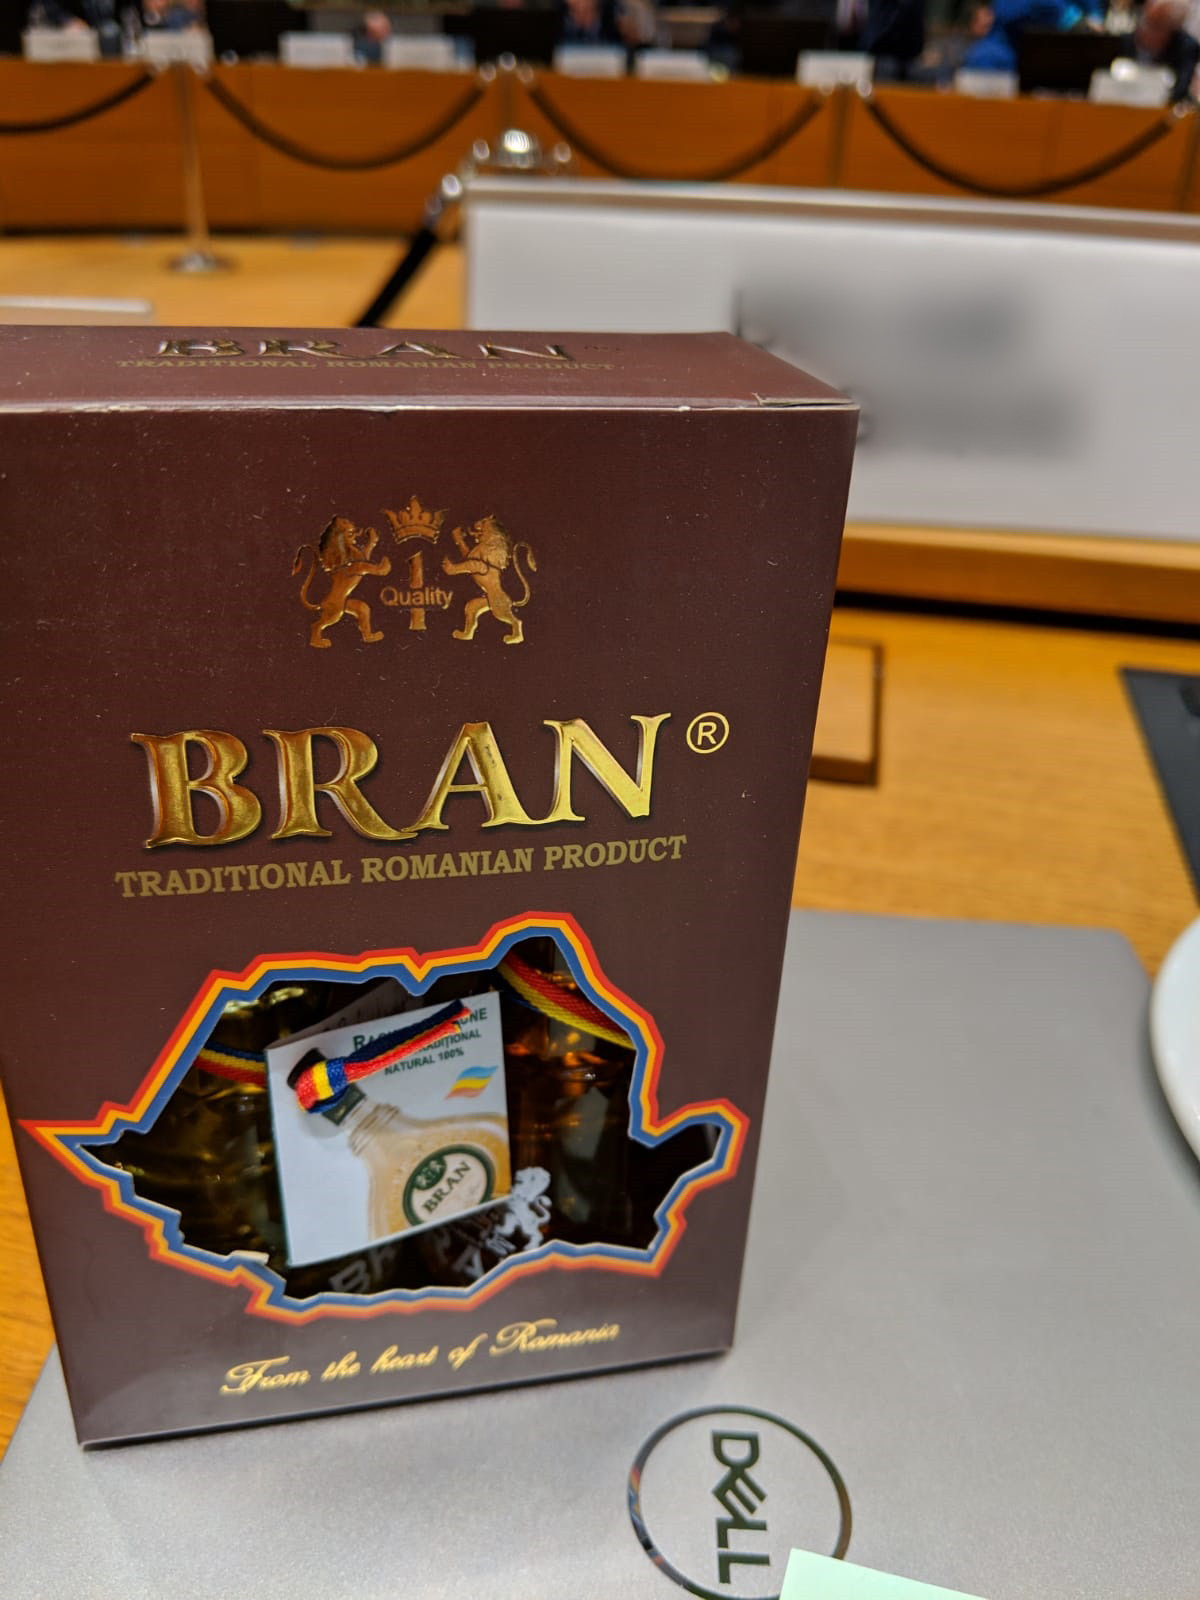 BRAN
TRADITIONAL ROMANIAN PRODUCT
1
Quality
BRAN®
TRADITIONAL ROMANIAN PRODUCT
NATURAL 100%
BRAN
From the heart of Romania
DELL